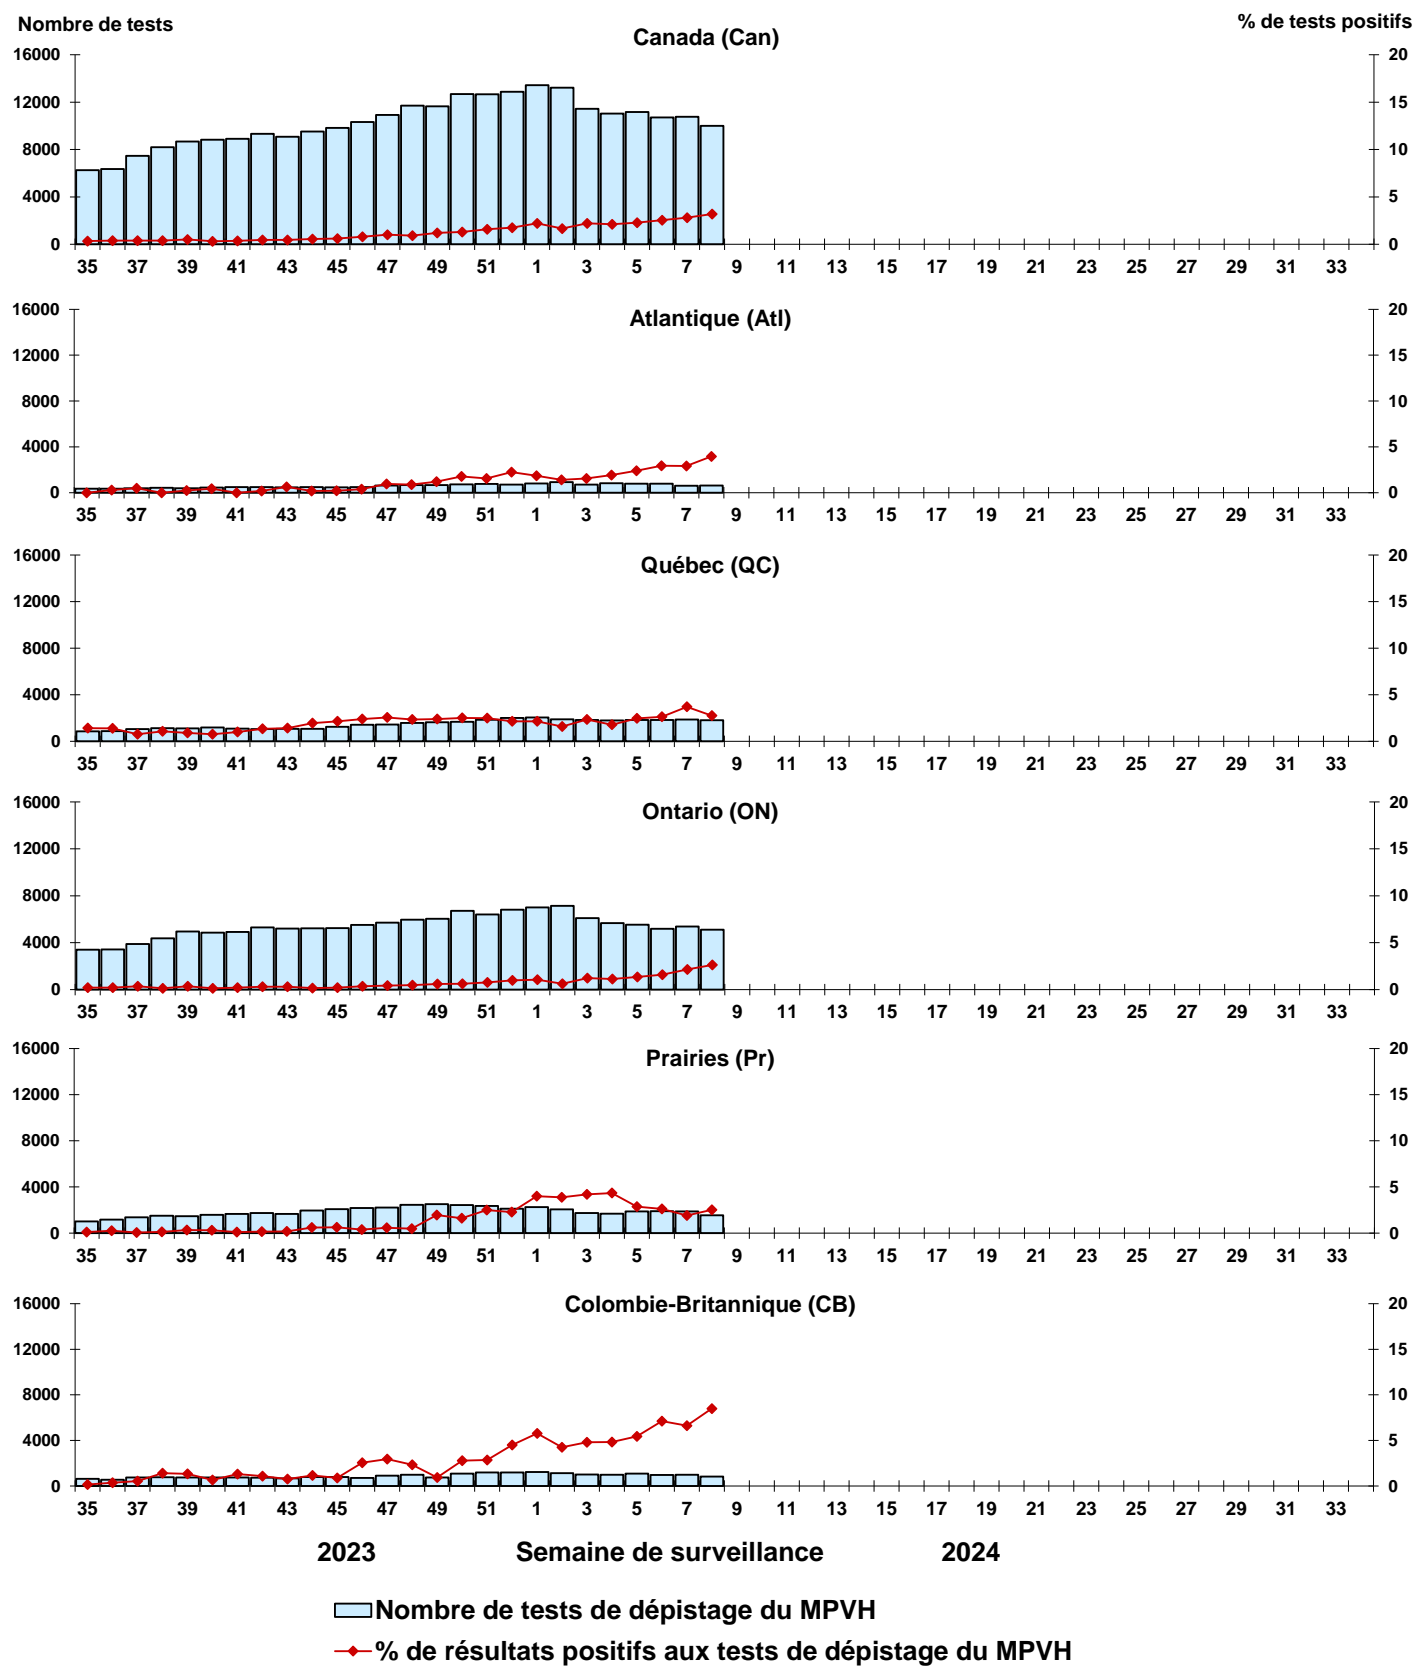 Nombre de tests % de tests positifs
Canada (Can)
16000 20
12000 15
8000 10
4000 5
0 0
35 37 39 41 43 45 47 49 51 1 3 5 7 9 11 13 15 17 19 21 23 25 27 29 31 33
Atlantique (Atl)
16000 20
12000 15
8000 10
4000 5
0 0
35 37 39 41 43 45 47 49 51 1 3 5 7 9 11 13 15 17 19 21 23 25 27 29 31 33
Québec (QC)
16000 20
12000 15
8000 10
4000 5
0 0
35 37 39 41 43 45 47 49 51 1 3 5 7 9 11 13 15 17 19 21 23 25 27 29 31 33
Ontario (ON)
16000 20
12000 15
8000 10
4000 5
0 0
35 37 39 41 43 45 47 49 51 1 3 5 7 9 11 13 15 17 19 21 23 25 27 29 31 33
Prairies (Pr)
16000 20
12000 15
8000 10
4000 5
0 0
35 37 39 41 43 45 47 49 51 1 3 5 7 9 11 13 15 17 19 21 23 25 27 29 31 33
Colombie-Britannique (CB)
16000 20
12000 15
8000 10
4000 5
0 0
35 37 39 41 43 45 47 49 51 1 3 5 7 9 11 13 15 17 19 21 23 25 27 29 31 33
2023 Semaine de surveillance 2024
Nombre de tests de dépistage du MPVH
% de résultats positifs aux tests de dépistage du MPVH